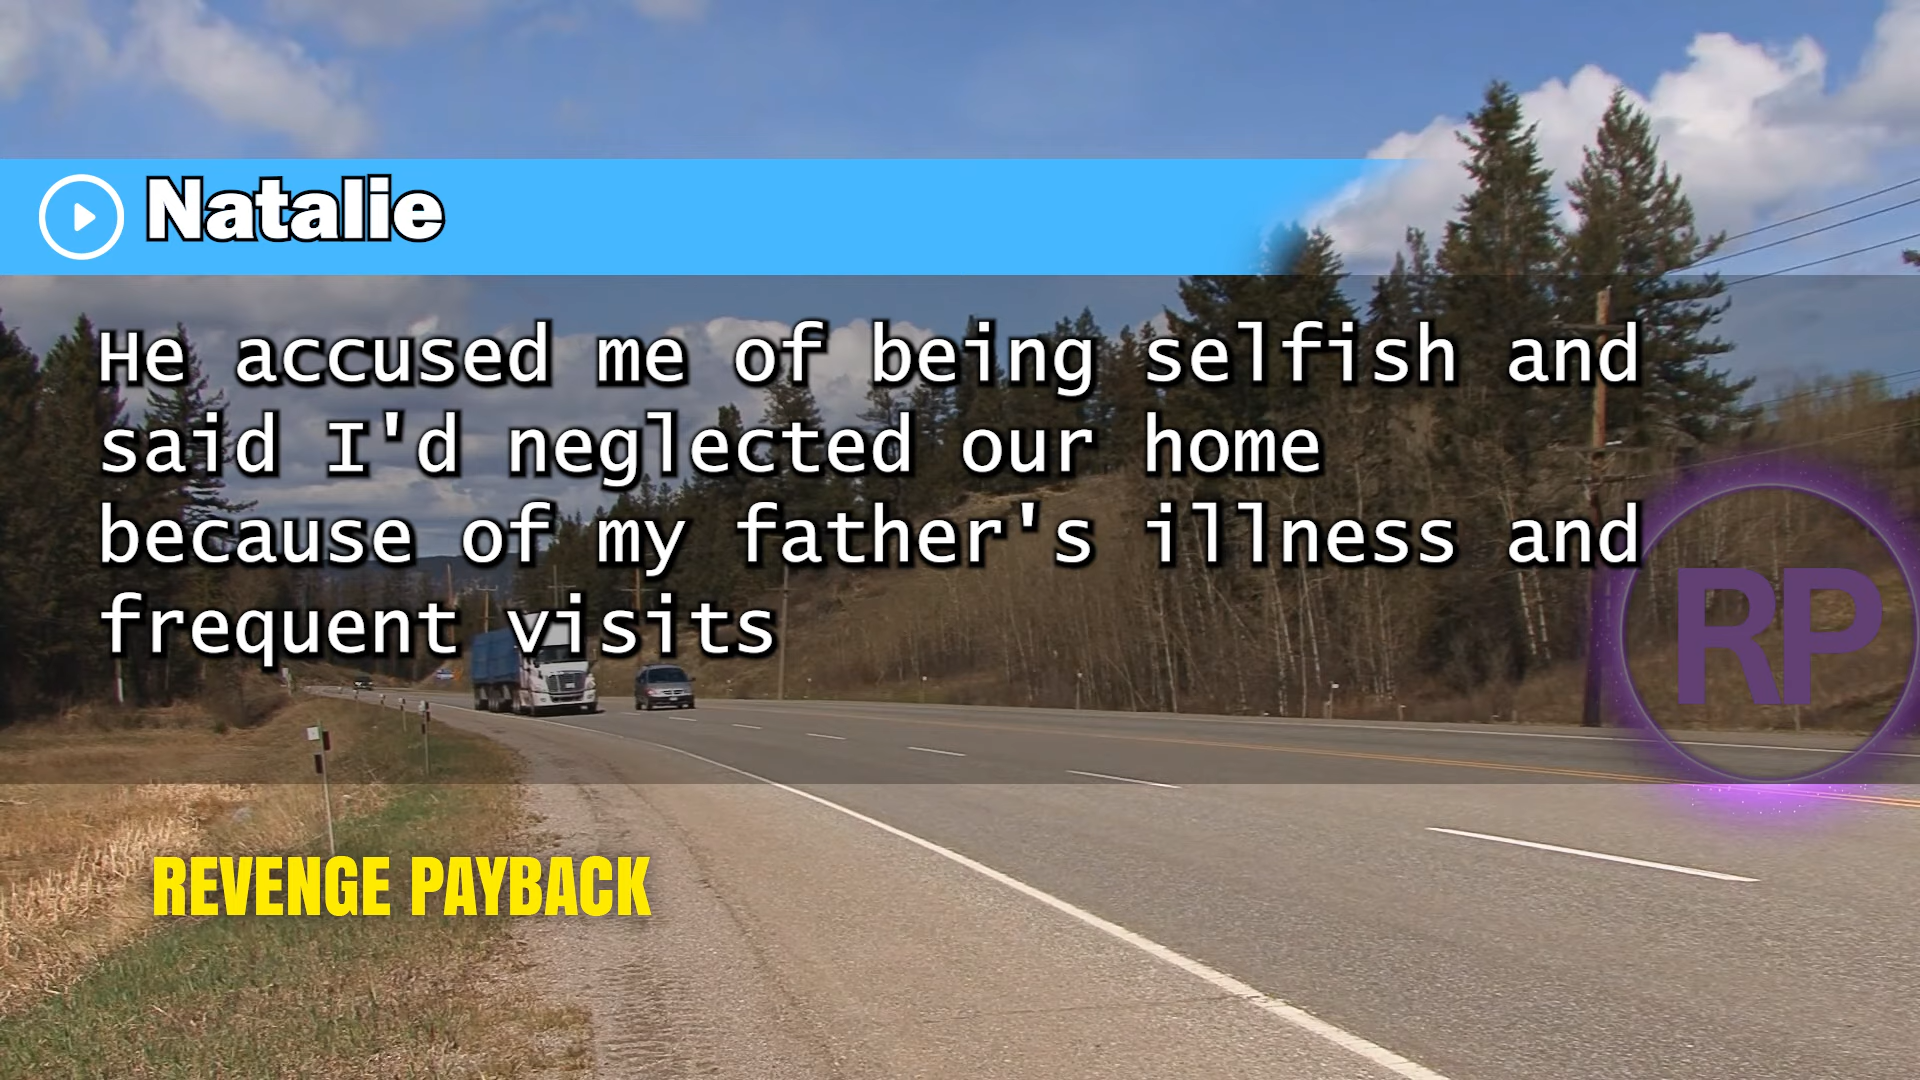 Natalie
He accused me of being selfish and
said I'd neglected our home
because of my father's illness and
frequent visits
RP
REVENGE PAYBACK